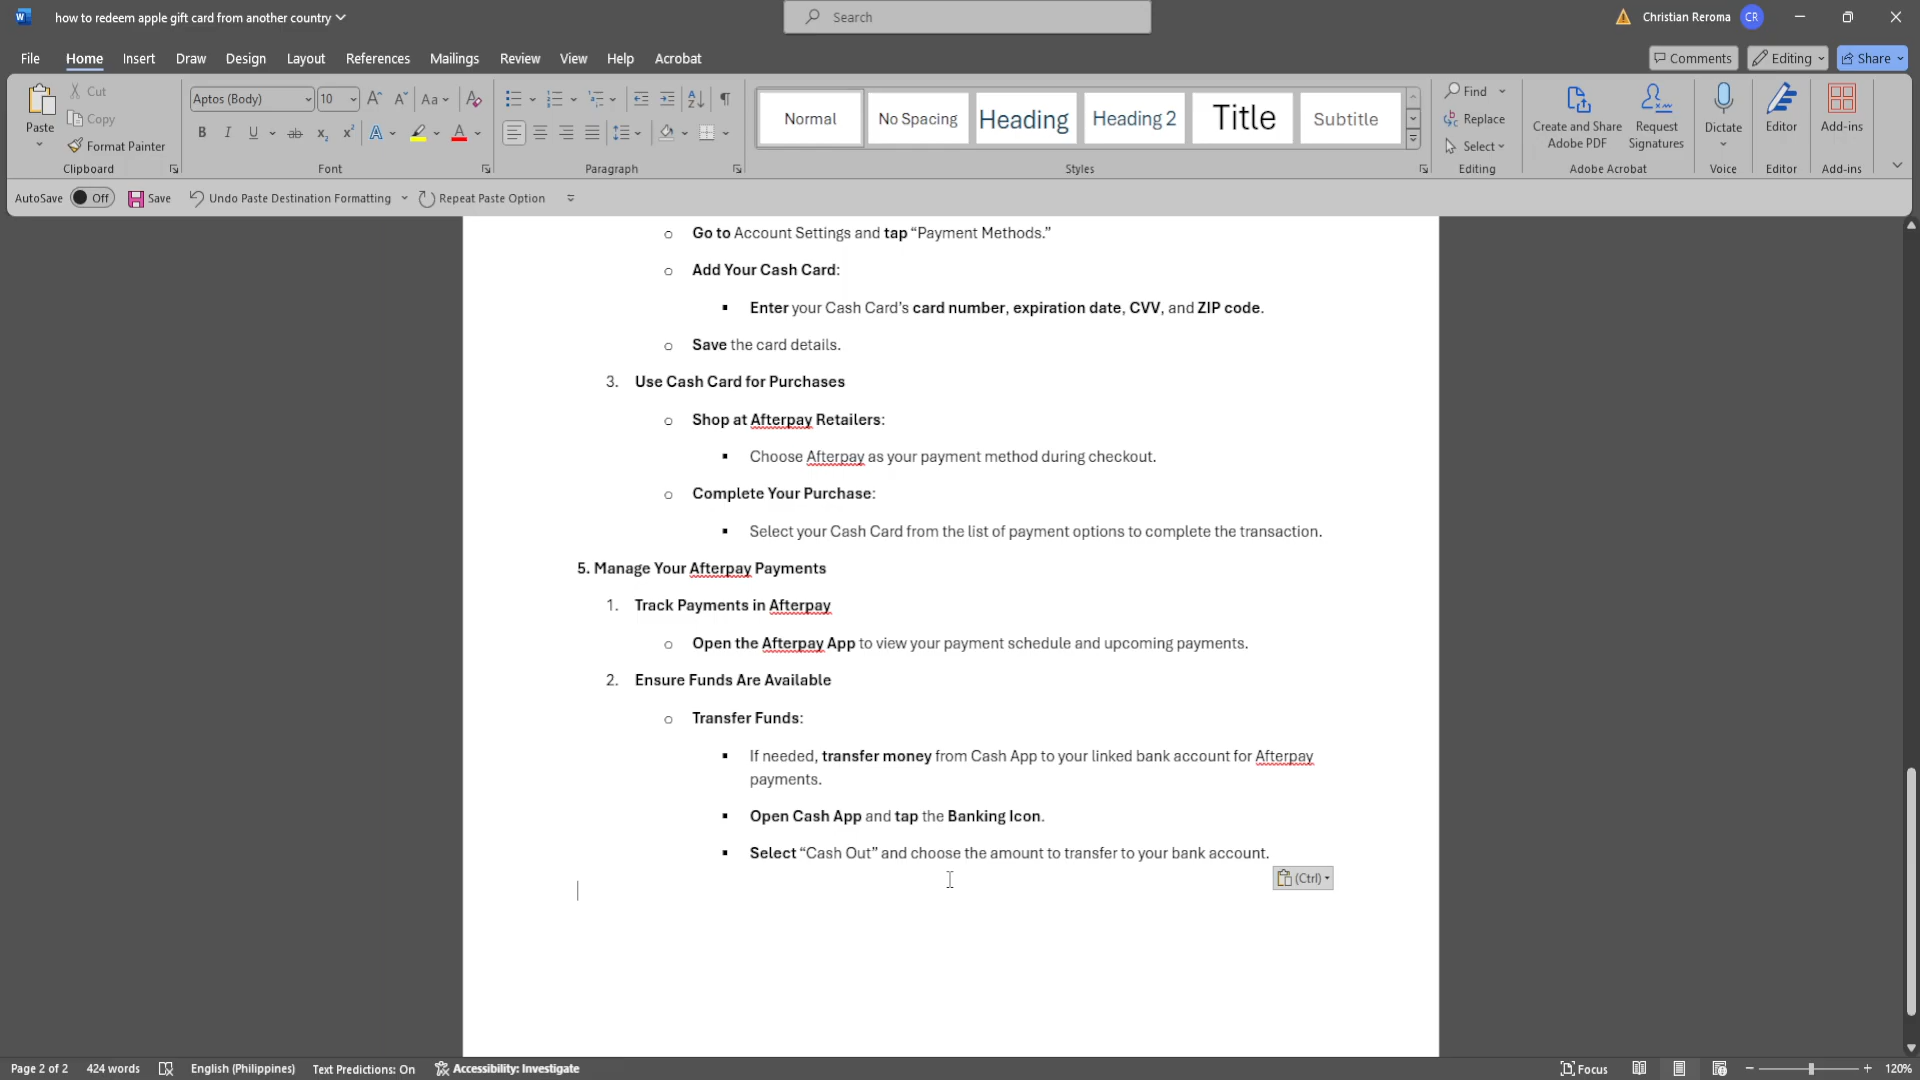 how to redeem apple gift card from another country
Search
Christian Reroma CR
File Home Insert Draw Design Layout References Mailings Review View Help Acrobat Comments Editing Share
Paste Cut Copy Format Painter Clipboard
Aptos (Body) 10 Font
Paragraph
Normal No Spacing Heading Heading 2 Title Subtitle Styles
Find Replace Select Editing
Create and Share Adobe PDF Request Signatures Adobe Acrobat
Dictate Voice
Editor Editor
Add-ins Add-ins
AutoSave Off Save Undo Paste Destination Formatting Repeat Paste Option
o Go to Account Settings and tap “Payment Methods.”
o Add Your Cash Card:
▪ Enter your Cash Card’s card number, expiration date, CVV, and ZIP code.
o Save the card details.
3. Use Cash Card for Purchases
o Shop at Afterpay Retailers:
▪ Choose Afterpay as your payment method during checkout.
o Complete Your Purchase:
▪ Select your Cash Card from the list of payment options to complete the transaction.
5. Manage Your Afterpay Payments
1. Track Payments in Afterpay
o Open the Afterpay App to view your payment schedule and upcoming payments.
2. Ensure Funds Are Available
o Transfer Funds:
▪ If needed, transfer money from Cash App to your linked bank account for Afterpay
payments.
▪ Open Cash App and tap the Banking Icon.
▪ Select “Cash Out” and choose the amount to transfer to your bank account.
(Ctrl)
Page 2 of 2 424 words English (Philippines) Text Predictions: On Accessibility: Investigate Focus 120%